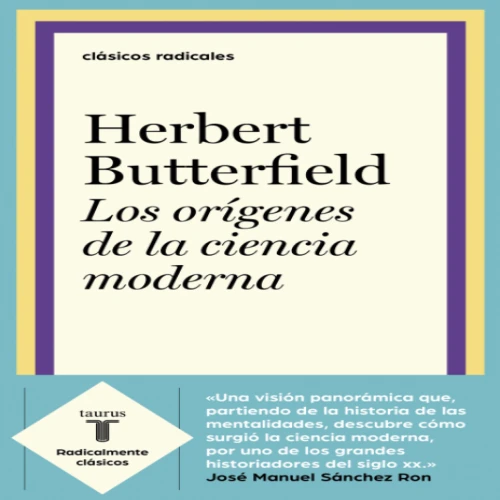 clásicos radicales
Herbert
Butterfield
Los orígenes
de la ciencia
moderna
taurus
T
Radicalmente
clásicos
«Una visión panorámica que,
partiendo de la historia de las
mentalidades, descubre cómo
surgió la ciencia moderna,
por uno de los grandes
historiadores del siglo xx.»
José Manuel Sánchez Ron